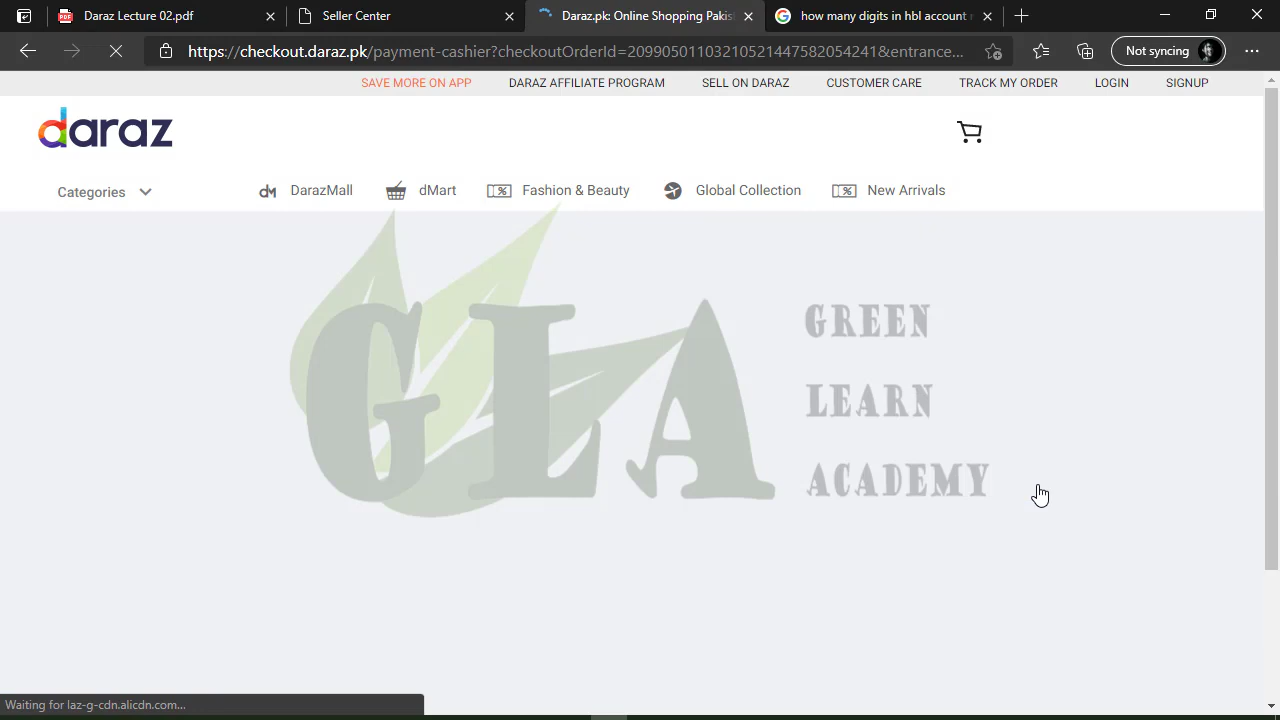 Daraz Lecture 02.pdf
Seller Center
Daraz.pk: Online Shopping Pakis
how many digits in hbl account
https://checkout.daraz.pk/payment-cashier?checkoutOrderId=20990501103210521447582054241&entrance...
Not syncing
SAVE MORE ON APP DARAZ AFFILIATE PROGRAM SELL ON DARAZ CUSTOMER CARE TRACK MY ORDER LOGIN SIGNUP
daraz
Categories DarazMall dMart Fashion & Beauty Global Collection New Arrivals
GLA
GREEN
LEARN
ACADEMY
Waiting for laz-g-cdn.alicdn.com...